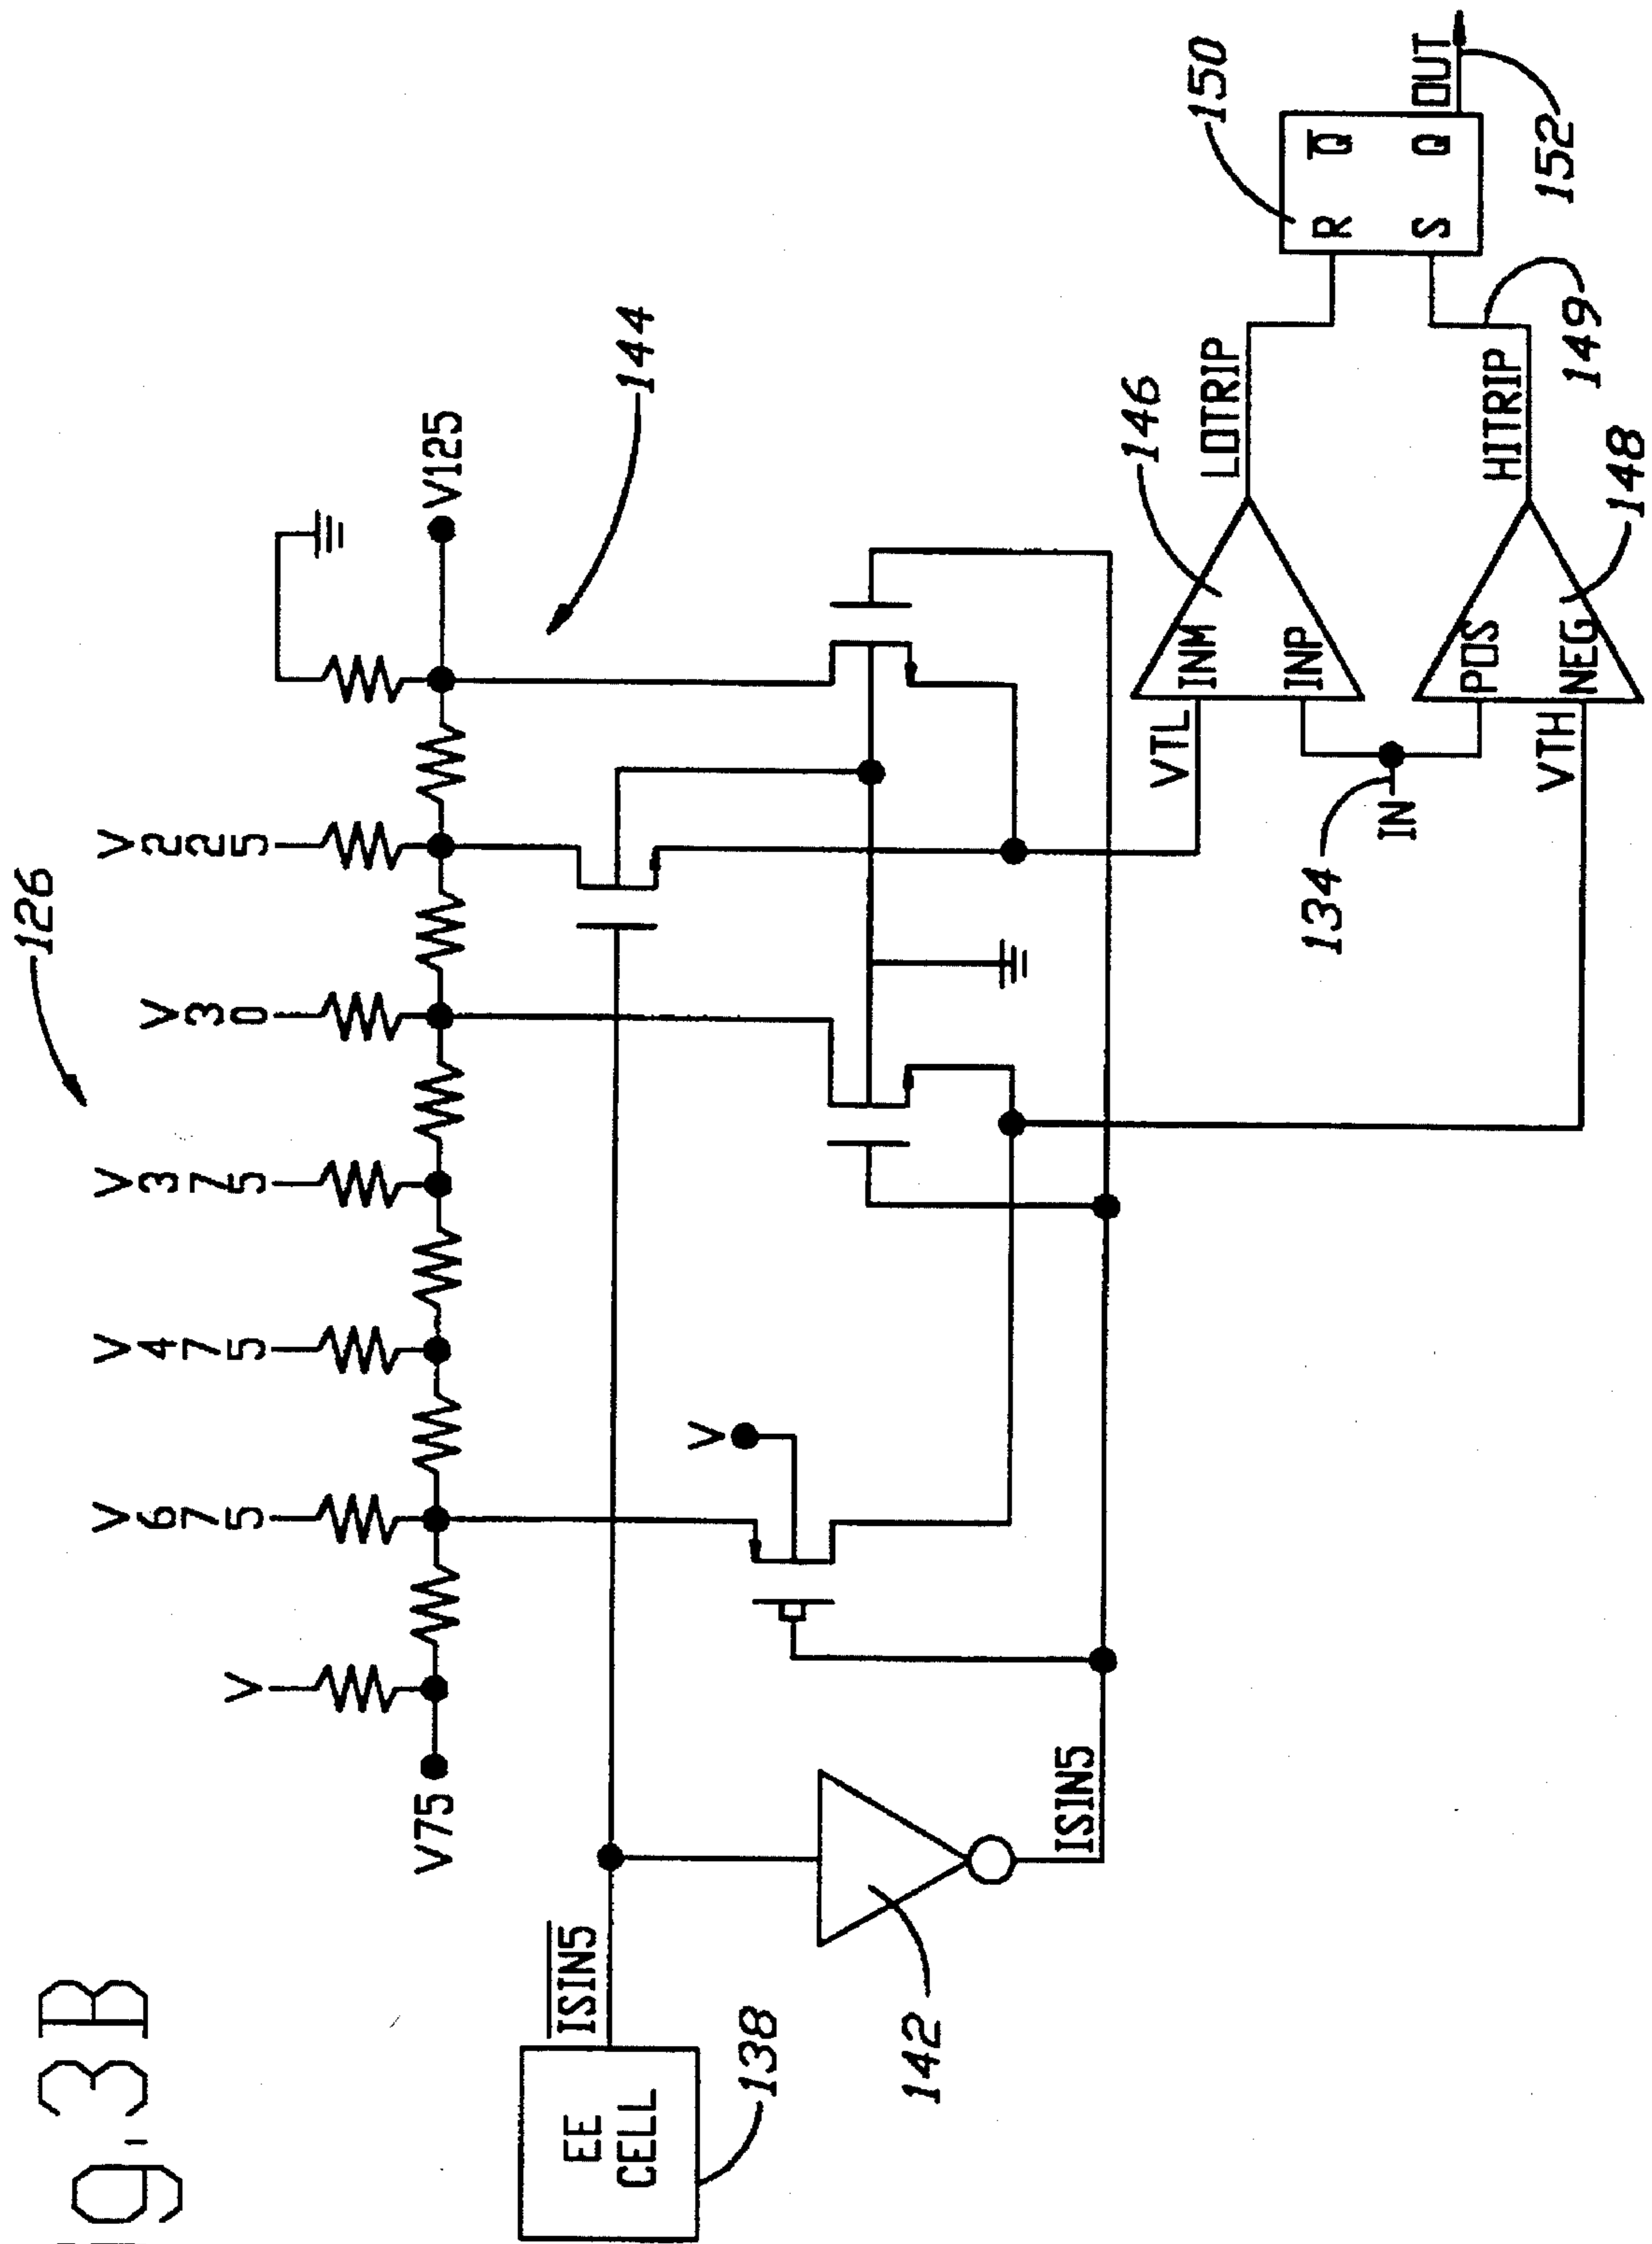 126
V
V675
V475
V375
V30
V225
V75
V125
144
EE
CELL
138
ISIN5
142
ISIN5
V
VTL
INM
INP
146
LOTRIP
134
IN
VTH
POS
NEG
148
HITRIP
149
R
Q
S
Q
150
OUT
152
g.3B